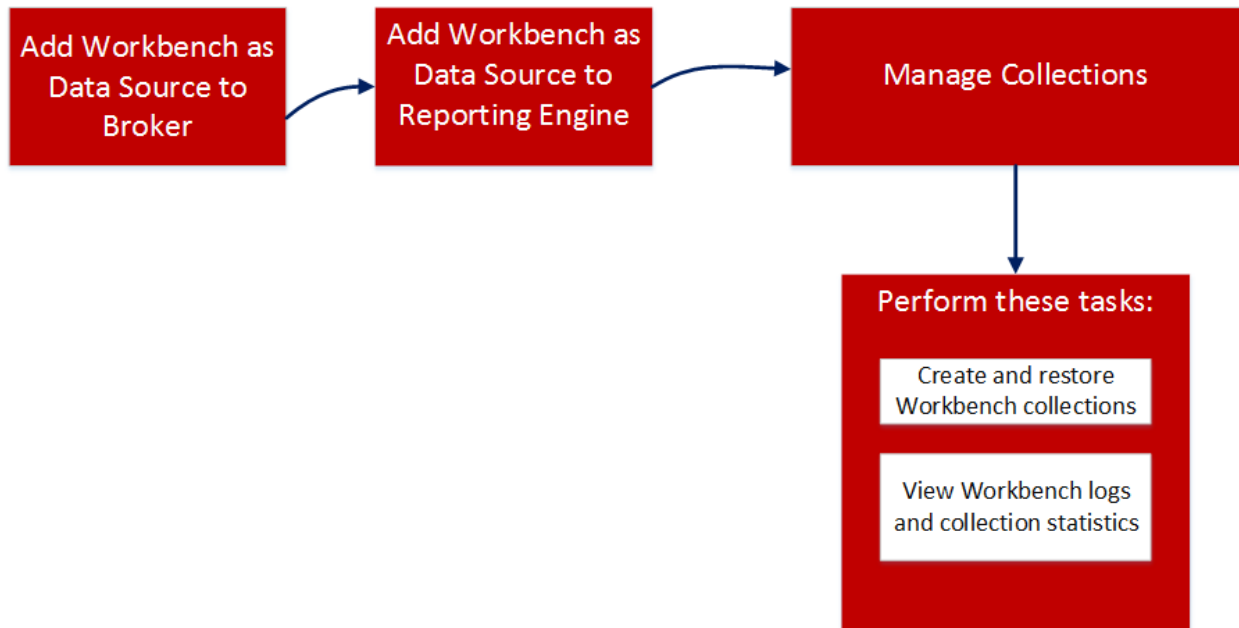 Add Workbench as
Data Source to
Broker
Add Workbench as
Data Source to
Reporting Engine
Manage Collections
Perform these tasks:
Create and restore
Workbench collections
View Workbench logs
and collection statistics